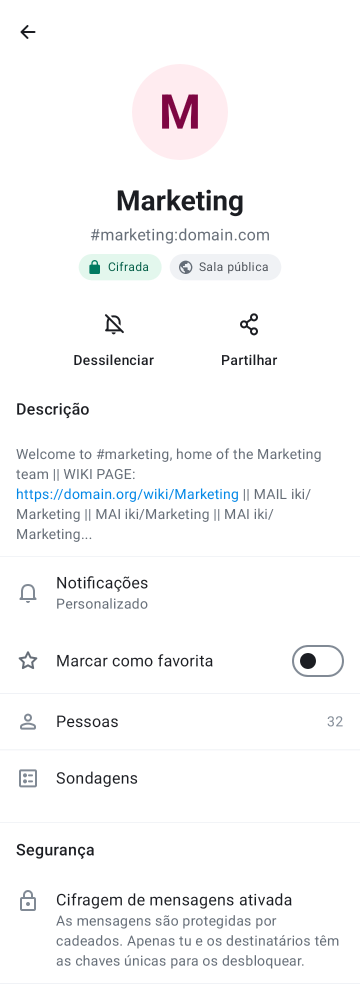 M
Marketing
#marketing:domain.com
Cifrada
Sala pública
Dessilenciar
Partilhar
Descrição
Welcome to #marketing, home of the Marketing
team || WIKI PAGE:
https://domain.org/wiki/Marketing || MAIL iki/
Marketing || MAI iki/Marketing || MAI iki/
Marketing...
Notificações
Personalizado
Marcar como favorita
Pessoas
32
Sondagens
Segurança
Cifragem de mensagens ativada
As mensagens são protegidas por
cadeados. Apenas tu e os destinatários têm
as chaves únicas para os desbloquear.